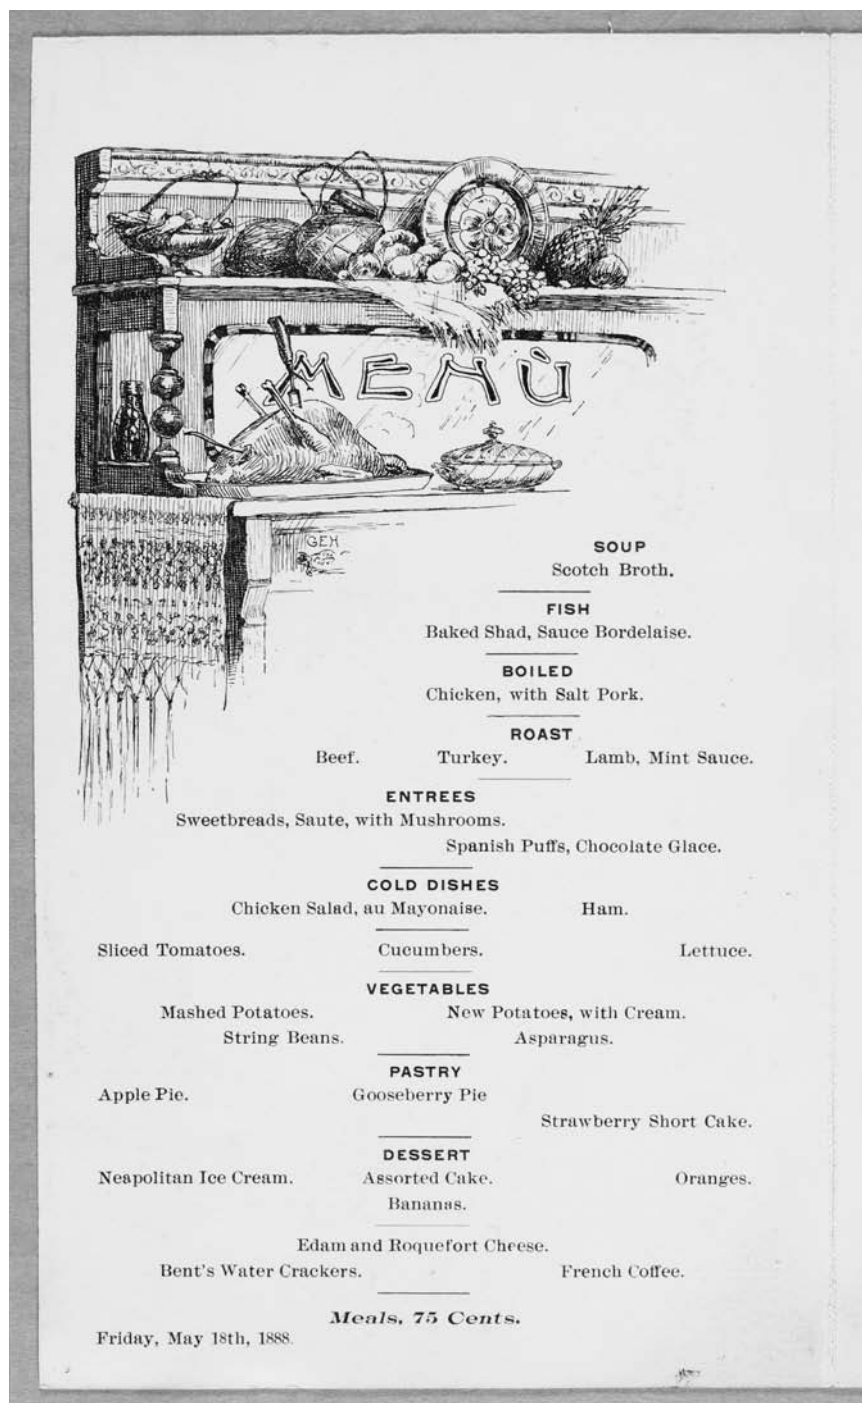 MENÙ
GEH
SOUP
Scotch Broth.
FISH
Baked Shad, Sauce Bordelaise.
BOILED
Chicken, with Salt Pork.
ROAST
Beef. Turkey. Lamb, Mint Sauce.
ENTREES
Sweetbreads, Saute, with Mushrooms.
Spanish Puffs, Chocolate Glace.
COLD DISHES
Chicken Salad, au Mayonaise. Ham.
Sliced Tomatoes. Cucumbers. Lettuce.
VEGETABLES
Mashed Potatoes. New Potatoes, with Cream.
String Beans. Asparagus.
PASTRY
Apple Pie. Gooseberry Pie
Strawberry Short Cake.
DESSERT
Neapolitan Ice Cream. Assorted Cake. Oranges.
Bananas.
Edam and Roquefort Cheese.
Bent's Water Crackers. French Coffee.
Meals, 75 Cents.
Friday, May 18th, 1888.